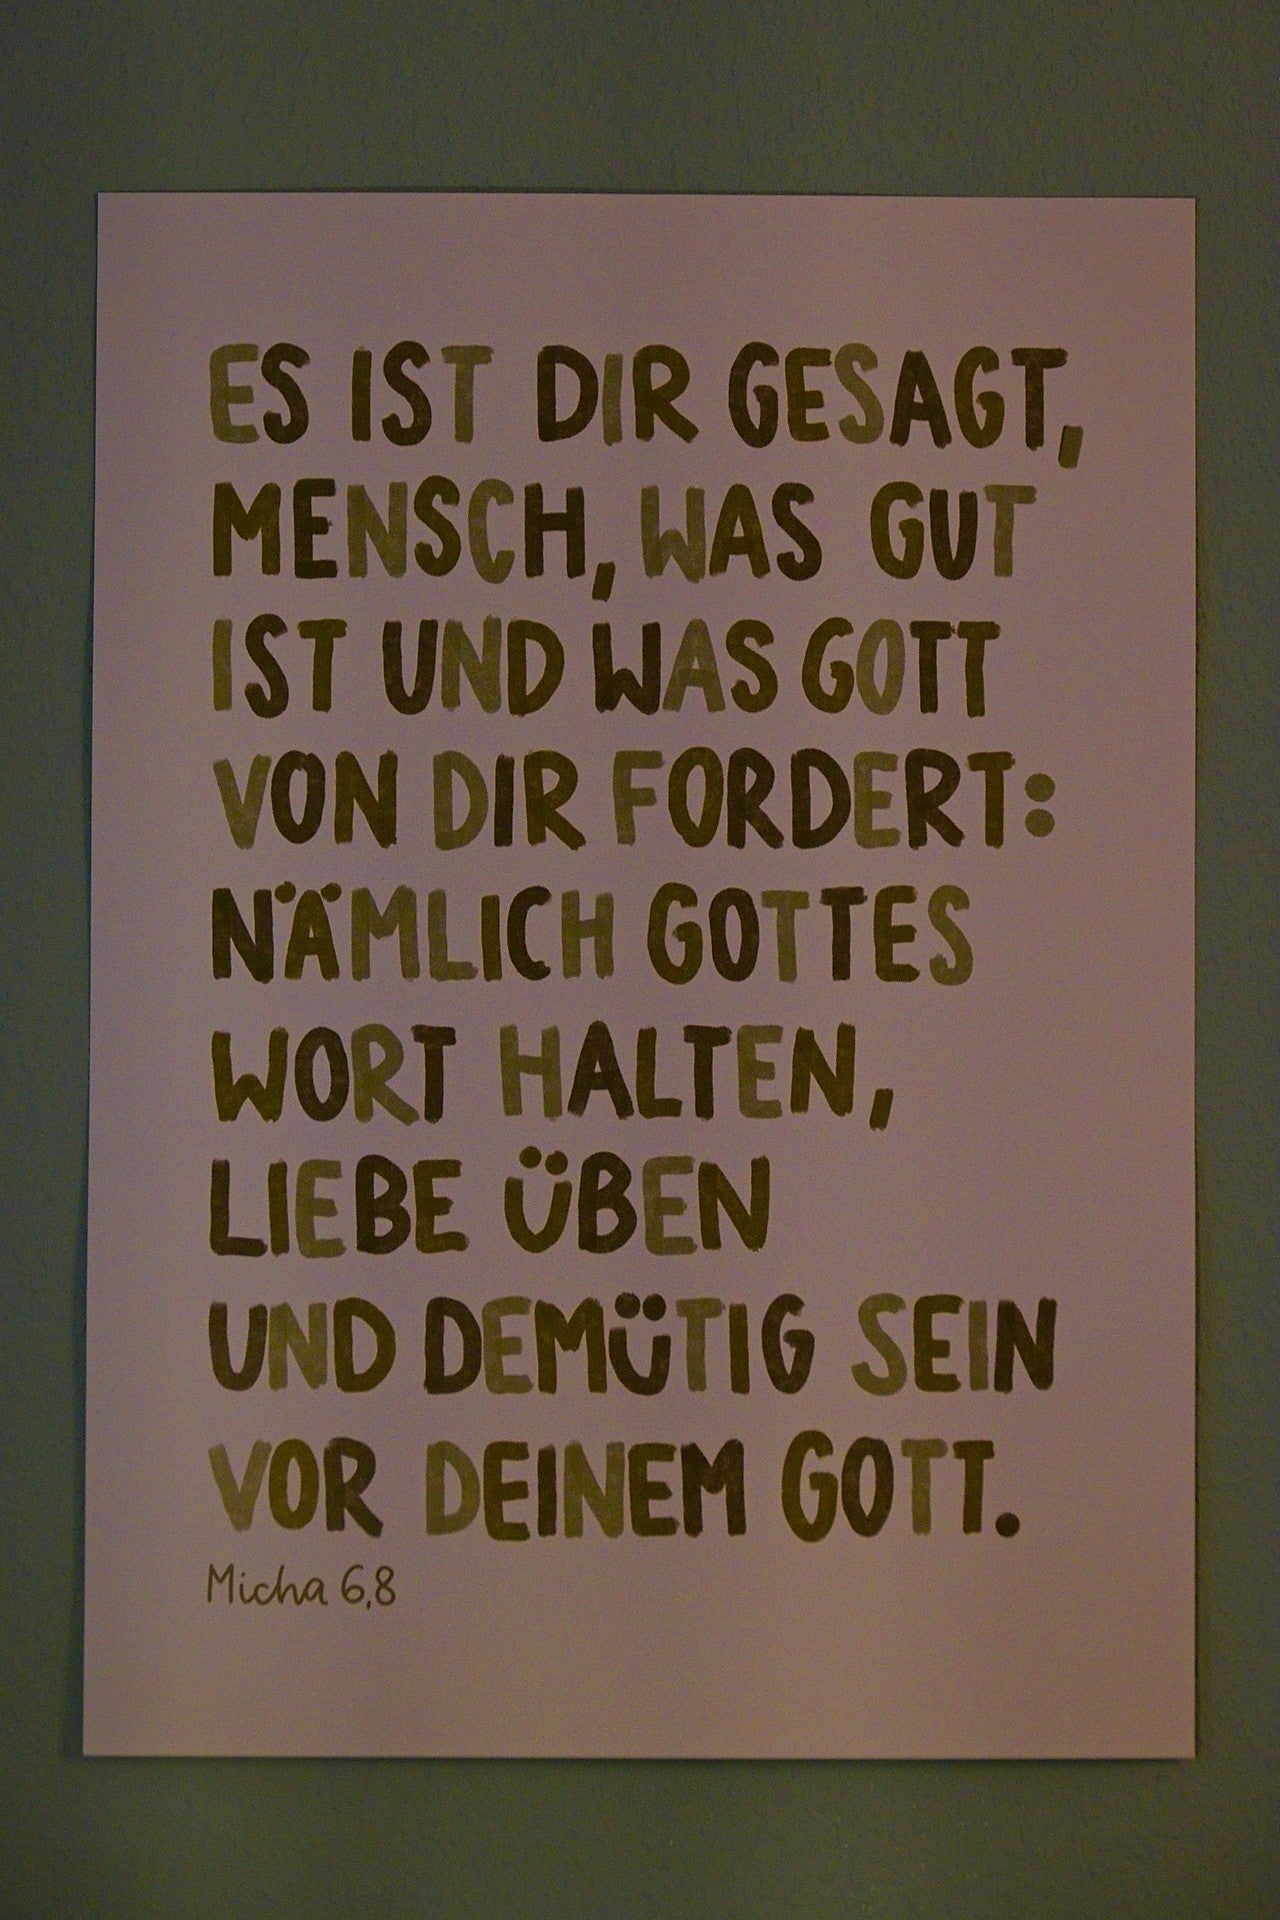 ES IST DIR GESAGT,
MENSCH, WAS GUT
IST UND WAS GOTT
VON DIR FORDERT:
NÄMLICH GOTTES
WORT HALTEN,
LIEBE ÜBEN
UND DEMÜTIG SEIN
VOR DEINEM GOTT.
Micha 6,8